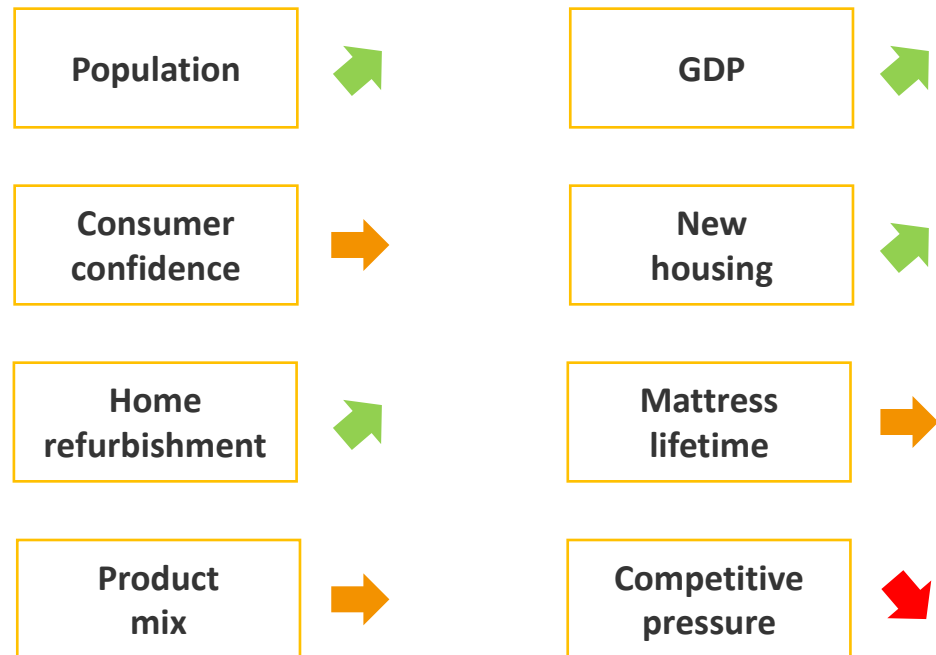 Population
GDP
Consumer
confidence
New
housing
Home
refurbishment
Mattress
lifetime
Product
mix
Competitive
pressure